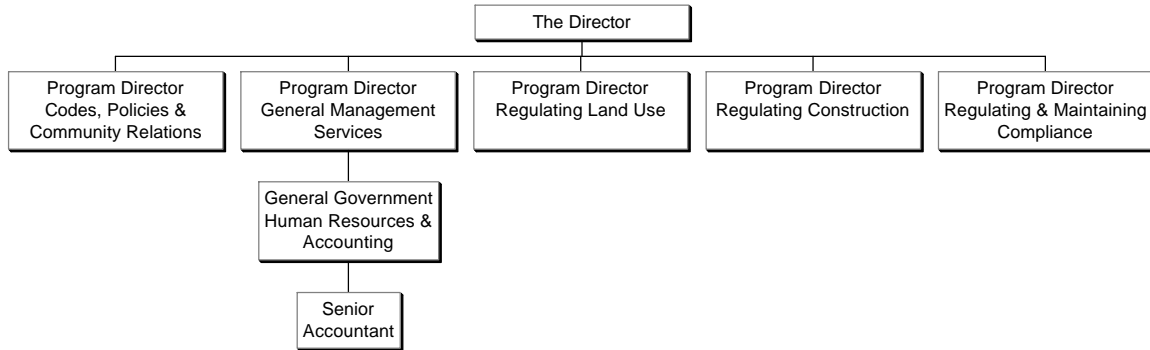 The Director
Program Director
Codes, Policies &
Community Relations
Program Director
General Management
Services
Program Director
Regulating Land Use
Program Director
Regulating Construction
Program Director
Regulating & Maintaining
Compliance
General Government
Human Resources &
Accounting
Senior
Accountant